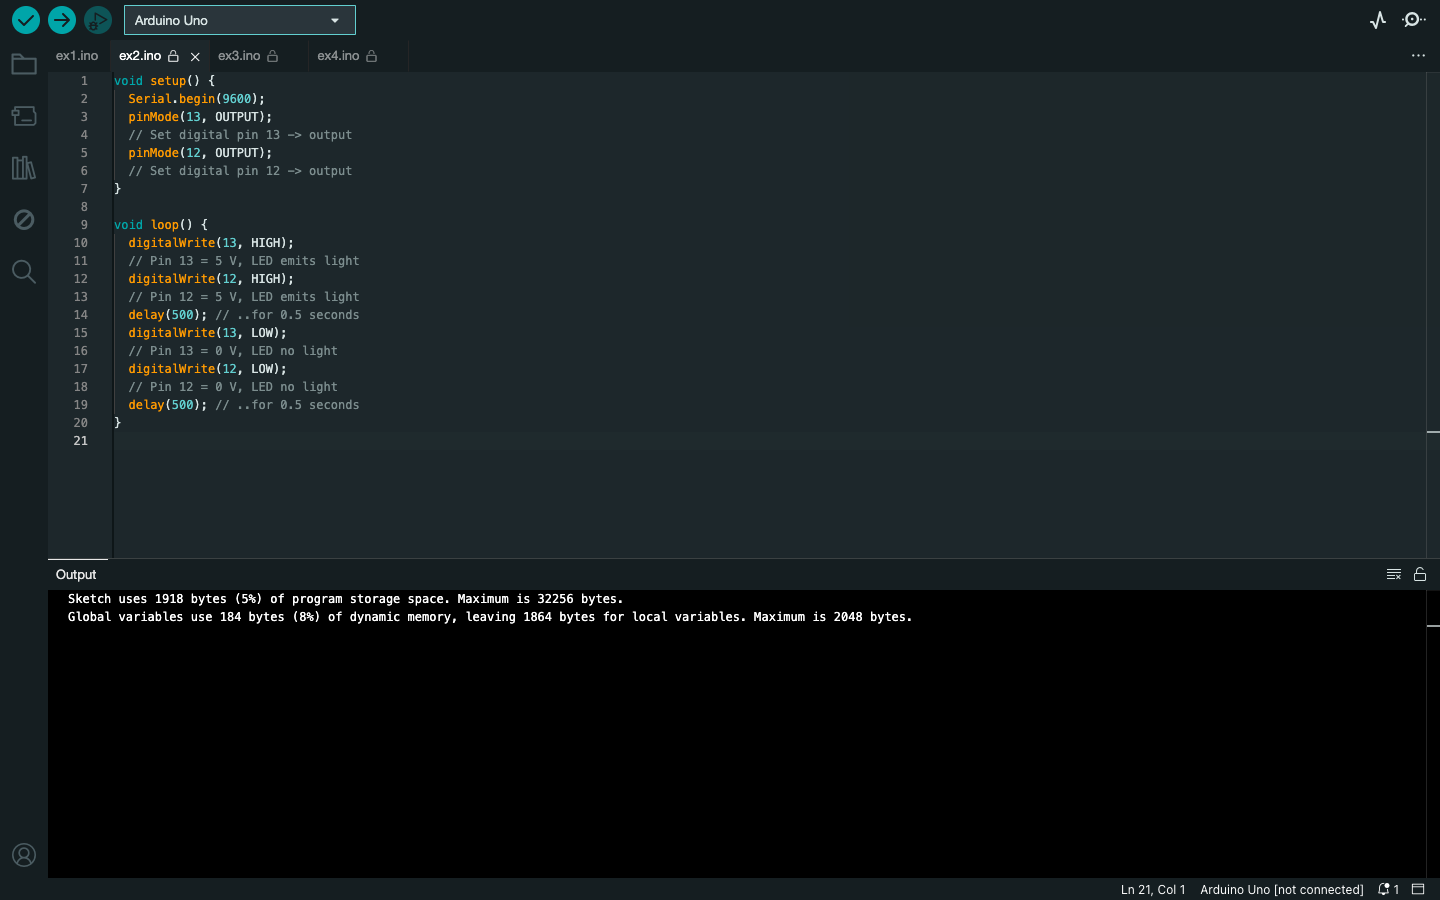 Arduino Uno
ex1.ino ex2.ino ex3.ino ex4.ino
1 void setup() {
2   Serial.begin(9600);
3   pinMode(13, OUTPUT);
4   // Set digital pin 13 -> output
5   pinMode(12, OUTPUT);
6   // Set digital pin 12 -> output
7 }
8
9 void loop() {
10   digitalWrite(13, HIGH);
11   // Pin 13 = 5 V, LED emits light
12   digitalWrite(12, HIGH);
13   // Pin 12 = 5 V, LED emits light
14   delay(500); // ..for 0.5 seconds
15   digitalWrite(13, LOW);
16   // Pin 13 = 0 V, LED no light
17   digitalWrite(12, LOW);
18   // Pin 12 = 0 V, LED no light
19   delay(500); // ..for 0.5 seconds
20 }
21
Output
Sketch uses 1918 bytes (5%) of program storage space. Maximum is 32256 bytes.
Global variables use 184 bytes (8%) of dynamic memory, leaving 1864 bytes for local variables. Maximum is 2048 bytes.
Ln 21, Col 1 Arduino Uno [not connected] 1